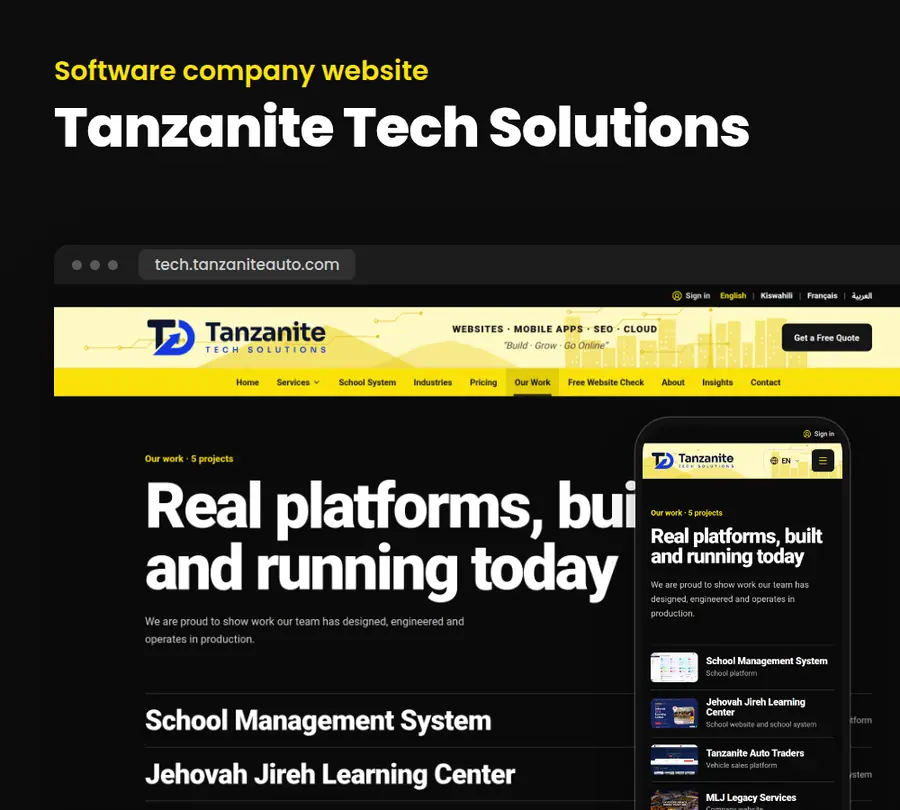 Software company website
Tanzanite Tech Solutions
tech.tanzaniteauto.com
Sign in English | Kiswahili | Français | العربية
Tanzanite
TECH SOLUTIONS
WEBSITES · MOBILE APPS · SEO · CLOUD
"Build · Grow · Go Online"
Get a Free Quote
Home Services School System Industries Pricing Our Work Free Website Check About Insights Contact
Our work · 5 projects
Real platforms, bui
and running today
We are proud to show work our team has designed, engineered and
operates in production.
School Management System
Jehovah Jireh Learning Center
Sign in
Tanzanite
TECH SOLUTIONS
EN
Our work · 5 projects
Real platforms, built
and running today
We are proud to show work our team has
designed, engineered and operates in
production.
School Management System
School platform
Jehovah Jireh Learning
Center
School website and school system
Tanzanite Auto Traders
Vehicle sales platform
MLJ Legacy Services
Company website